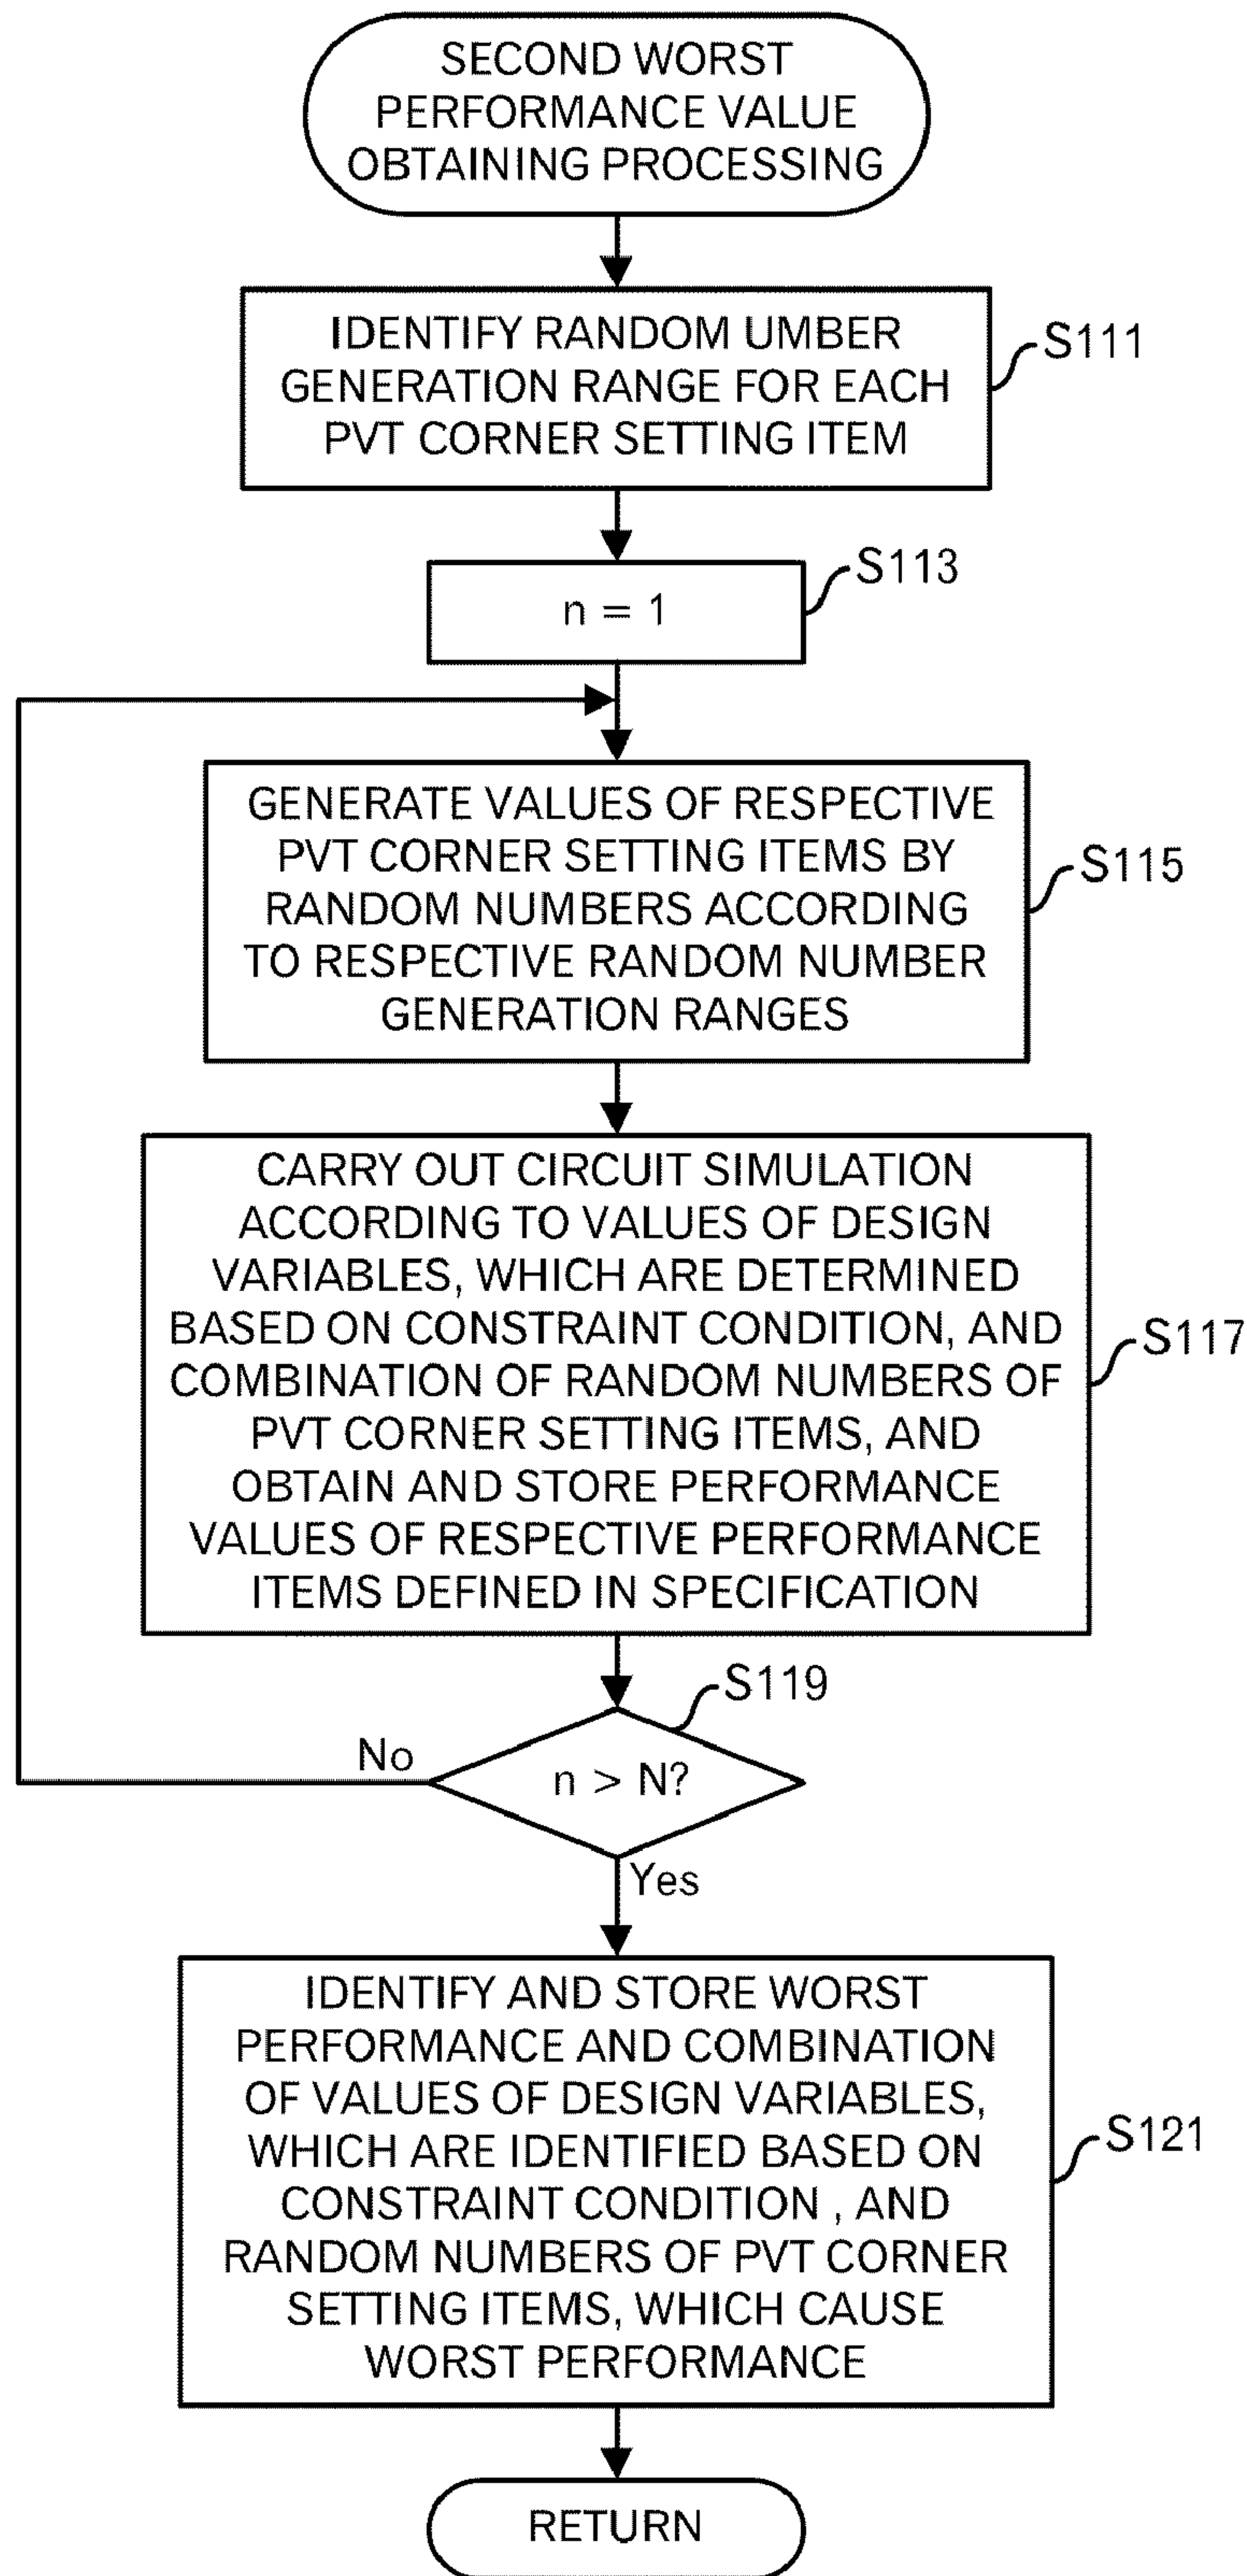 SECOND WORST
PERFORMANCE VALUE
OBTAINING PROCESSING
IDENTIFY RANDOM UMBER
GENERATION RANGE FOR EACH
PVT CORNER SETTING ITEM
S111
n = 1
S113
GENERATE VALUES OF RESPECTIVE
PVT CORNER SETTING ITEMS BY
RANDOM NUMBERS ACCORDING
TO RESPECTIVE RANDOM NUMBER
GENERATION RANGES
S115
CARRY OUT CIRCUIT SIMULATION
ACCORDING TO VALUES OF DESIGN
VARIABLES, WHICH ARE DETERMINED
BASED ON CONSTRAINT CONDITION, AND
COMBINATION OF RANDOM NUMBERS OF
PVT CORNER SETTING ITEMS, AND
OBTAIN AND STORE PERFORMANCE
VALUES OF RESPECTIVE PERFORMANCE
ITEMS DEFINED IN SPECIFICATION
S117
S119
No
n > N?
Yes
IDENTIFY AND STORE WORST
PERFORMANCE AND COMBINATION
OF VALUES OF DESIGN VARIABLES,
WHICH ARE IDENTIFIED BASED ON
CONSTRAINT CONDITION , AND
RANDOM NUMBERS OF PVT CORNER
SETTING ITEMS, WHICH CAUSE
WORST PERFORMANCE
S121
RETURN